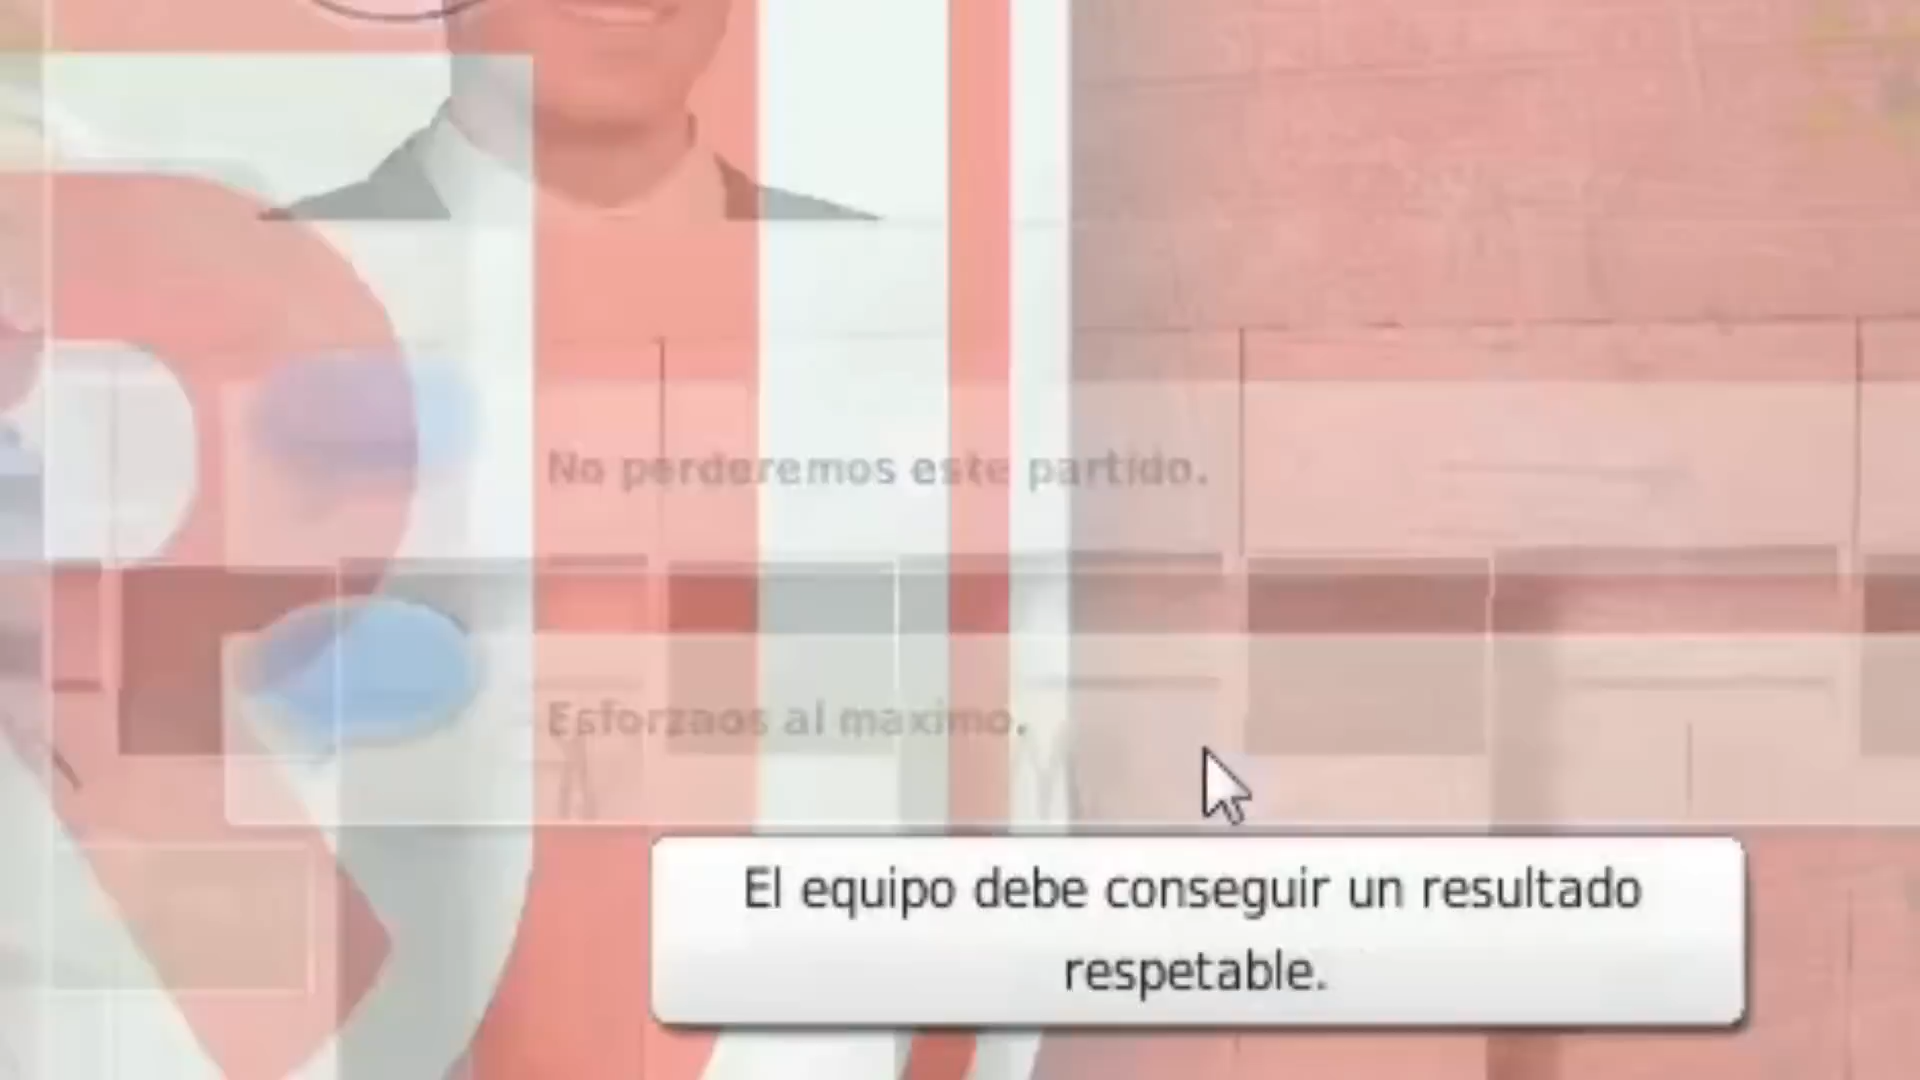 No perderemos este partido.
Esforzaos al maximo.
El equipo debe conseguir un resultado
respetable.